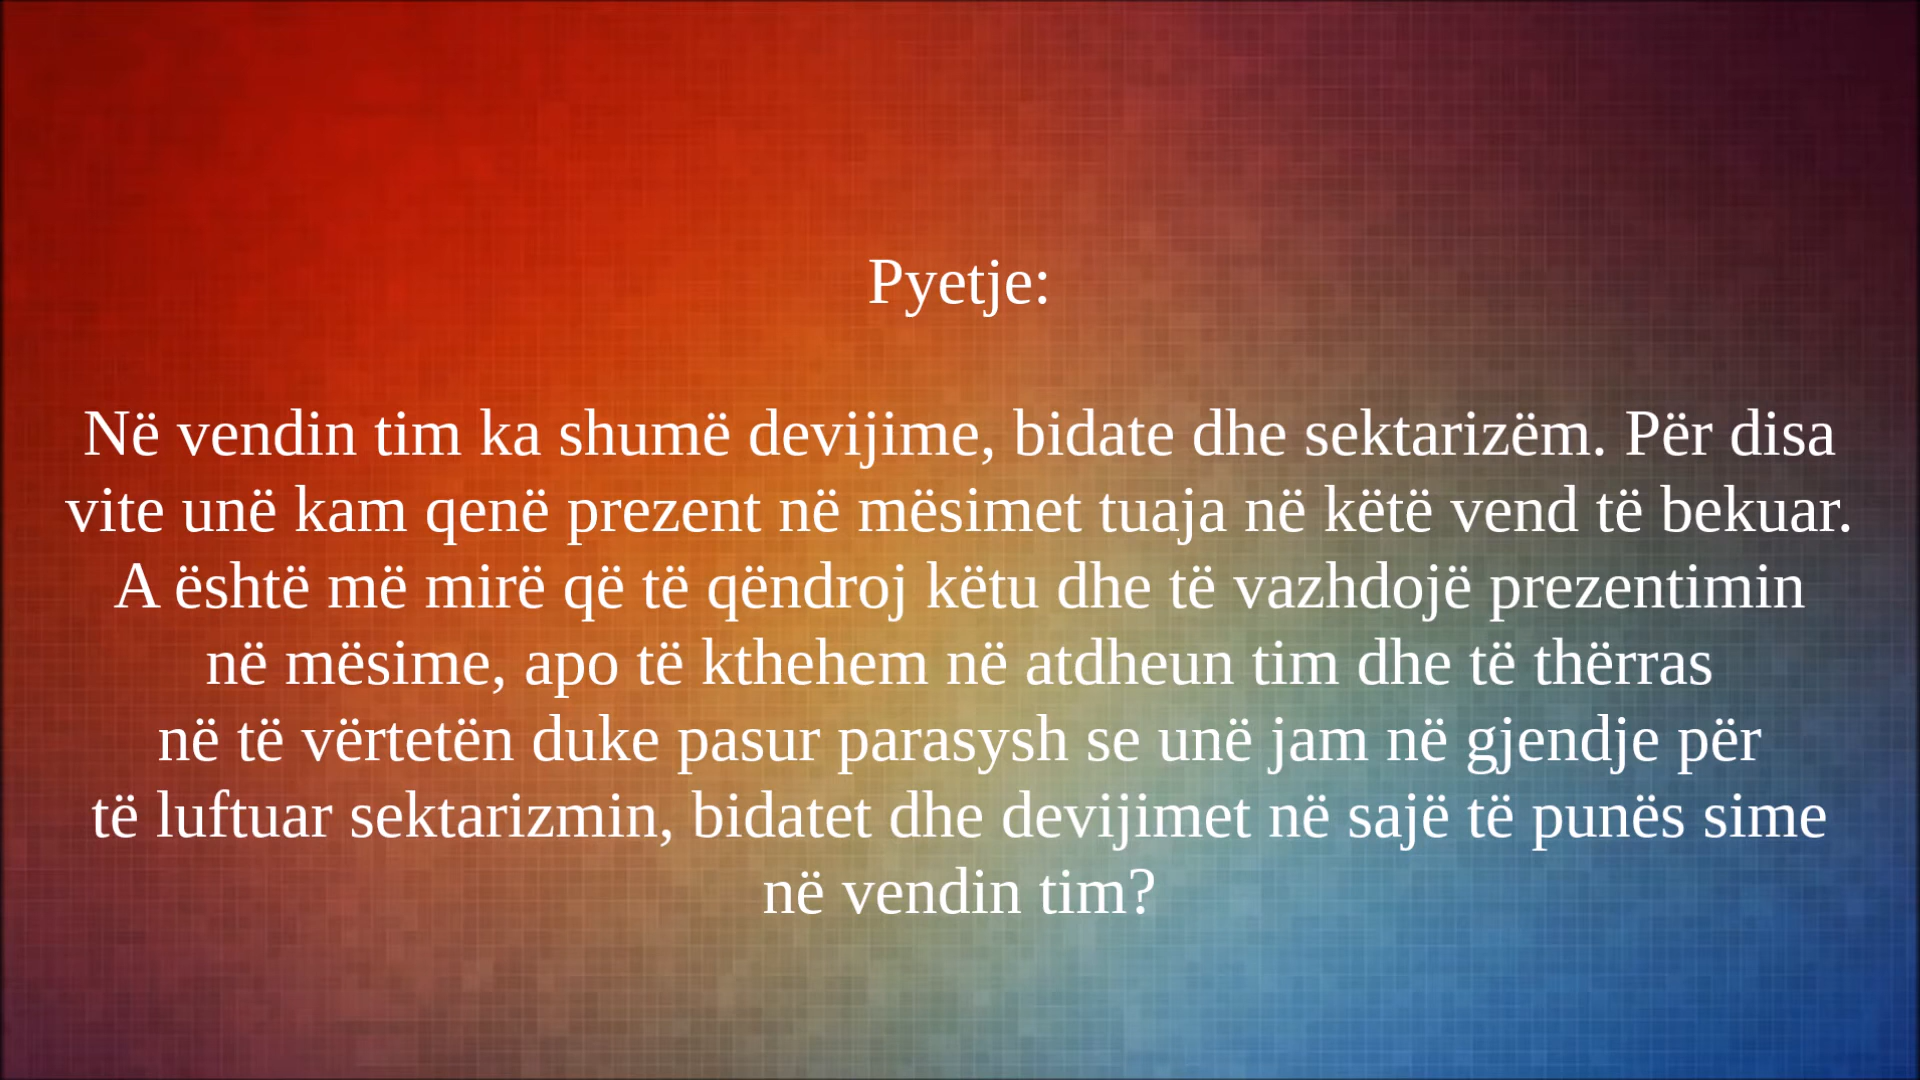 Pyetje:
Në vendin tim ka shumë devijime, bidate dhe sektarizëm. Për disa
vite unë kam qenë prezent në mësimet tuaja në këtë vend të bekuar.
A është më mirë që të qëndroj këtu dhe të vazhdojë prezentimin
në mësime, apo të kthehem në atdheun tim dhe të thërras
në të vërtetën duke pasur parasysh se unë jam në gjendje për
të luftuar sektarizmin, bidatet dhe devijimet në sajë të punës sime
në vendin tim?